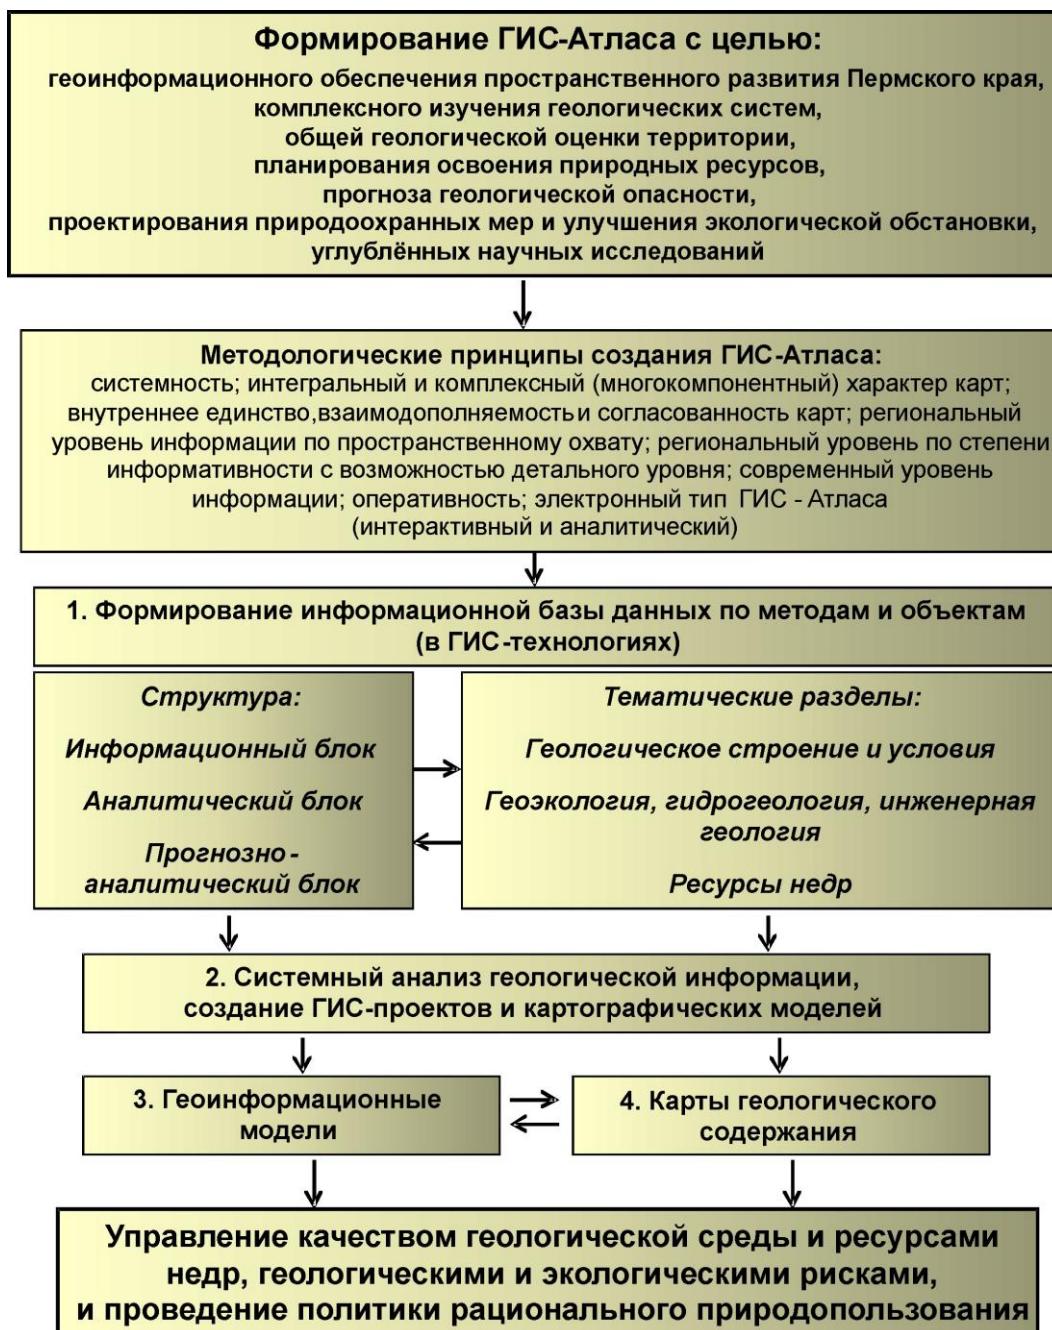 Формирование ГИС-Атласа с целью:
геоинформационного обеспечения пространственного развития Пермского края,
комплексного изучения геологических систем,
общей геологической оценки территории,
планирования освоения природных ресурсов,
прогноза геологической опасности,
проектирования природоохранных мер и улучшения экологической обстановки,
углублённых научных исследований
Методологические принципы создания ГИС-Атласа:
системность; интегральный и комплексный (многокомпонентный) характер карт;
внутреннее единство,взаимодополняемость и согласованность карт; региональный
уровень информации по пространственному охвату; региональный уровень по степени
информативности с возможностью детального уровня; современный уровень
информации; оперативность; электронный тип ГИС - Атласа
(интерактивный и аналитический)
1. Формирование информационной базы данных по методам и объектам
(в ГИС-технологиях)
Структура:
Информационный блок
Аналитический блок
Прогнозно-
аналитический блок
Тематические разделы:
Геологическое строение и условия
Геоэкология, гидрогеология, инженерная
геология
Ресурсы недр
2. Системный анализ геологической информации,
создание ГИС-проектов и картографических моделей
3. Геоинформационные
модели
4. Карты геологического
содержания
Управление качеством геологической среды и ресурсами
недр, геологическими и экологическими рисками,
и проведение политики рационального природопользования